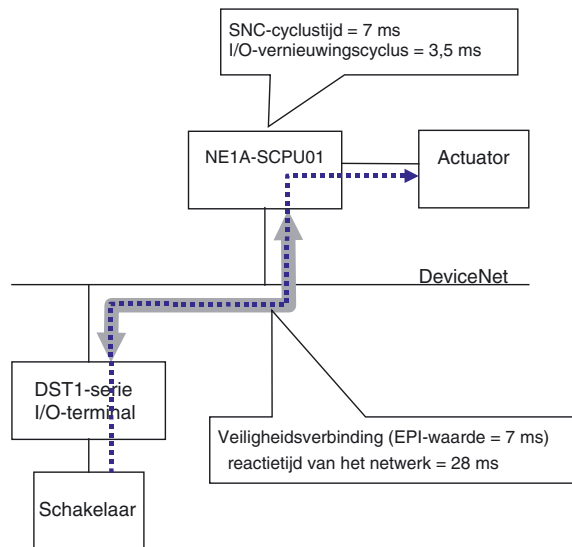 SNC-cyclustijd = 7 ms
I/O-vernieuwingscyclus = 3,5 ms
NE1A-SCPU01
Actuator
DeviceNet
DST1-serie
I/O-terminal
Veiligheidsverbinding (EPI-waarde = 7 ms)
reactietijd van het netwerk = 28 ms
Schakelaar